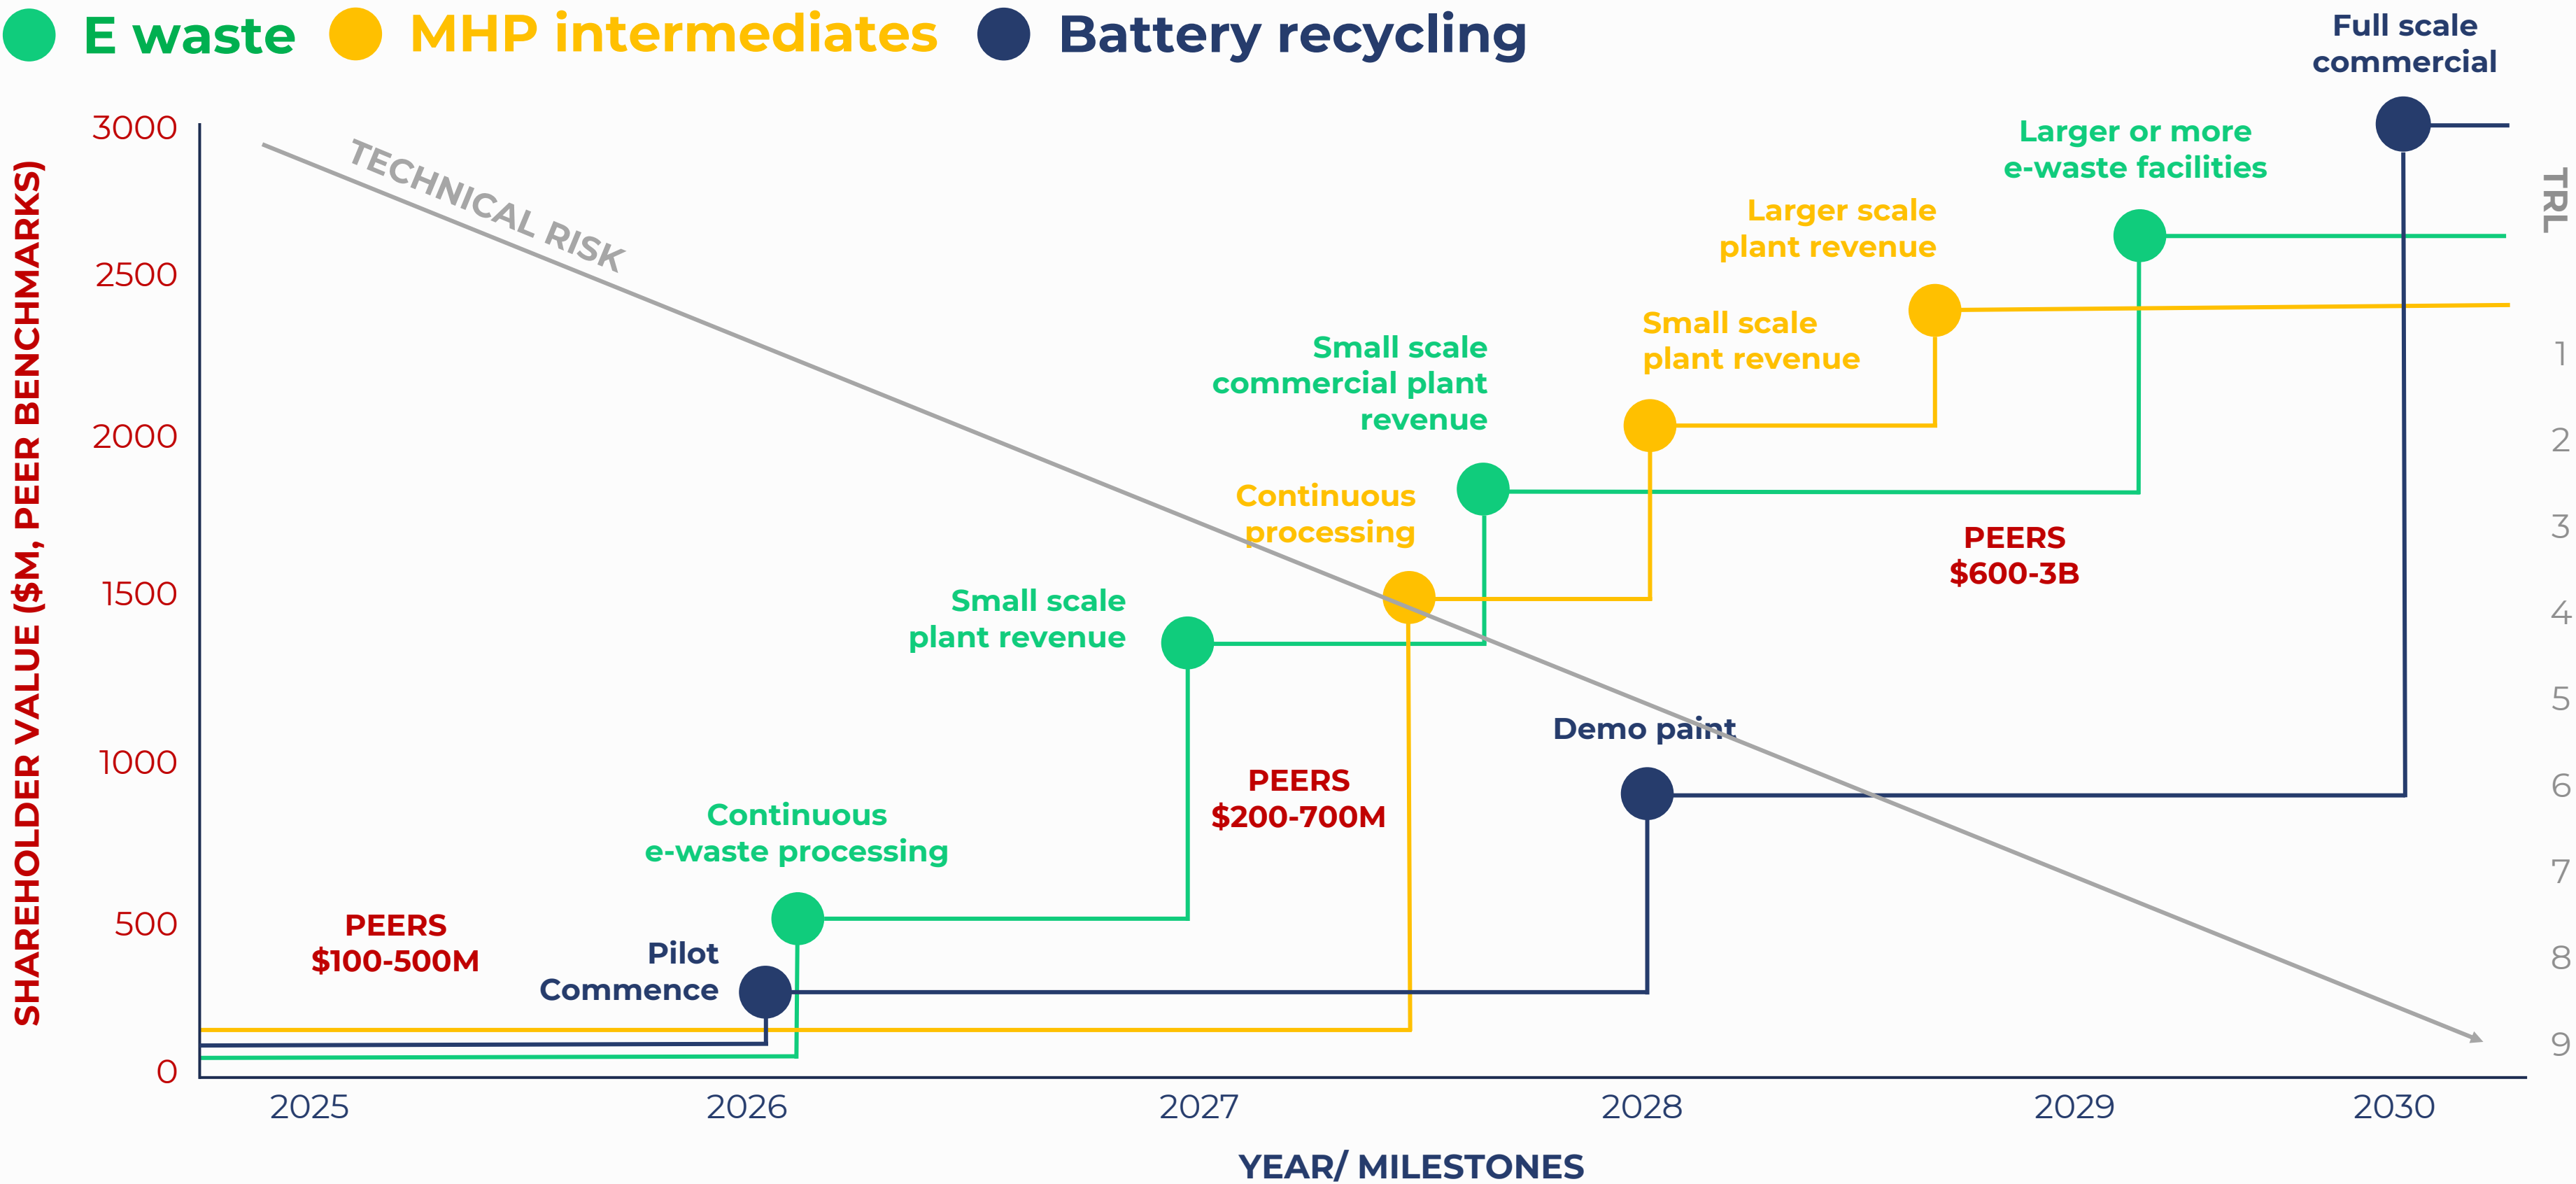 E waste
MHP intermediates
Battery recycling
Full scale
commercial
SHAREHOLDER VALUE ($M, PEER BENCHMARKS)
3000
2500
2000
1500
1000
500
0
TECHNICAL RISK
Larger or more
e-waste facilities
Larger scale
plant revenue
Small scale
plant revenue
Small scale
commercial plant
revenue
Continuous
processing
PEERS
$600-3B
Small scale
plant revenue
Demo paint
PEERS
$200-700M
Continuous
e-waste processing
PEERS
$100-500M
Pilot
Commence
TRL
1
2
3
4
5
6
7
8
9
2025
2026
2027
2028
2029
2030
YEAR/ MILESTONES